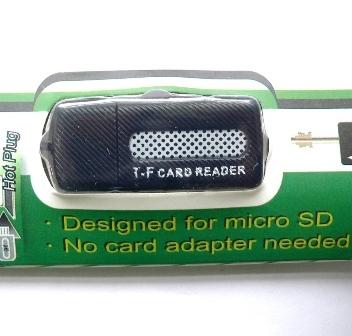 Hot Plug
T-F CARD READER
· Designed for micro SD
· No card adapter needed